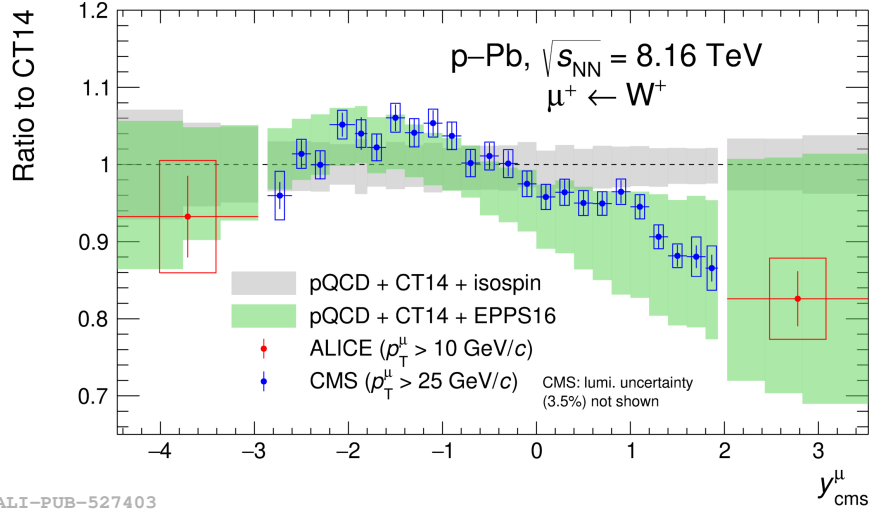 Ratio to CT14
1.2
1.1
1
0.9
0.8
0.7
p−Pb, √sNN = 8.16 TeV
μ+ ← W+
pQCD + CT14 + isospin
pQCD + CT14 + EPPS16
ALICE (pTμ > 10 GeV/c)
CMS (pTμ > 25 GeV/c)
CMS: lumi. uncertainty
(3.5%) not shown
−4 −3 −2 −1 0 1 2 3
yμcms
ALI−PUB−527403